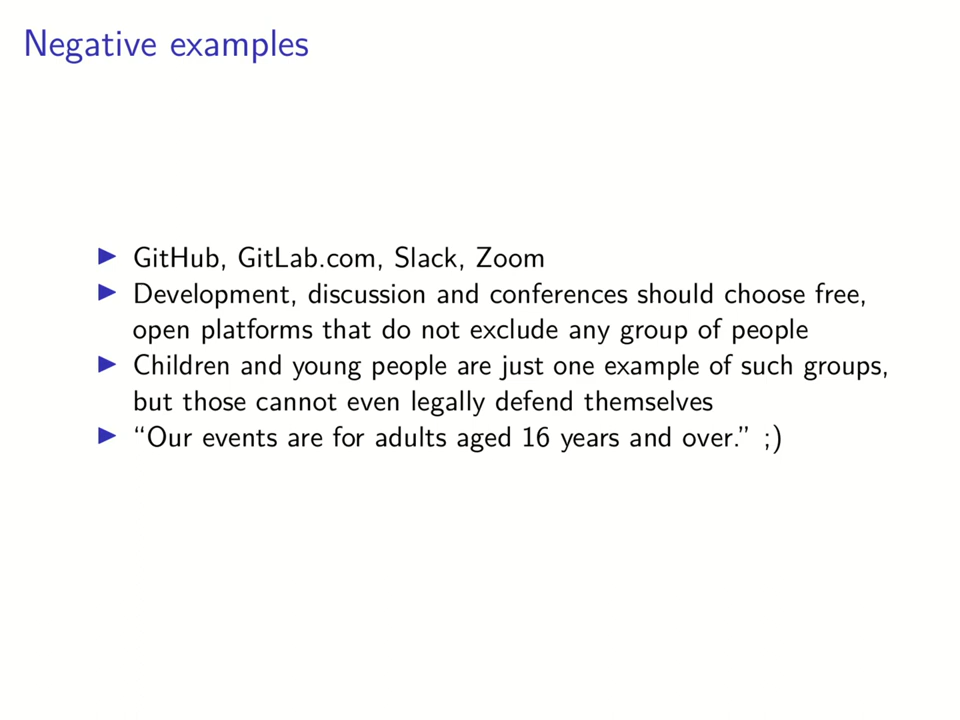 Negative examples
▶ GitHub, GitLab.com, Slack, Zoom
▶ Development, discussion and conferences should choose free,
open platforms that do not exclude any group of people
▶ Children and young people are just one example of such groups,
but those cannot even legally defend themselves
▶ “Our events are for adults aged 16 years and over.” ;)